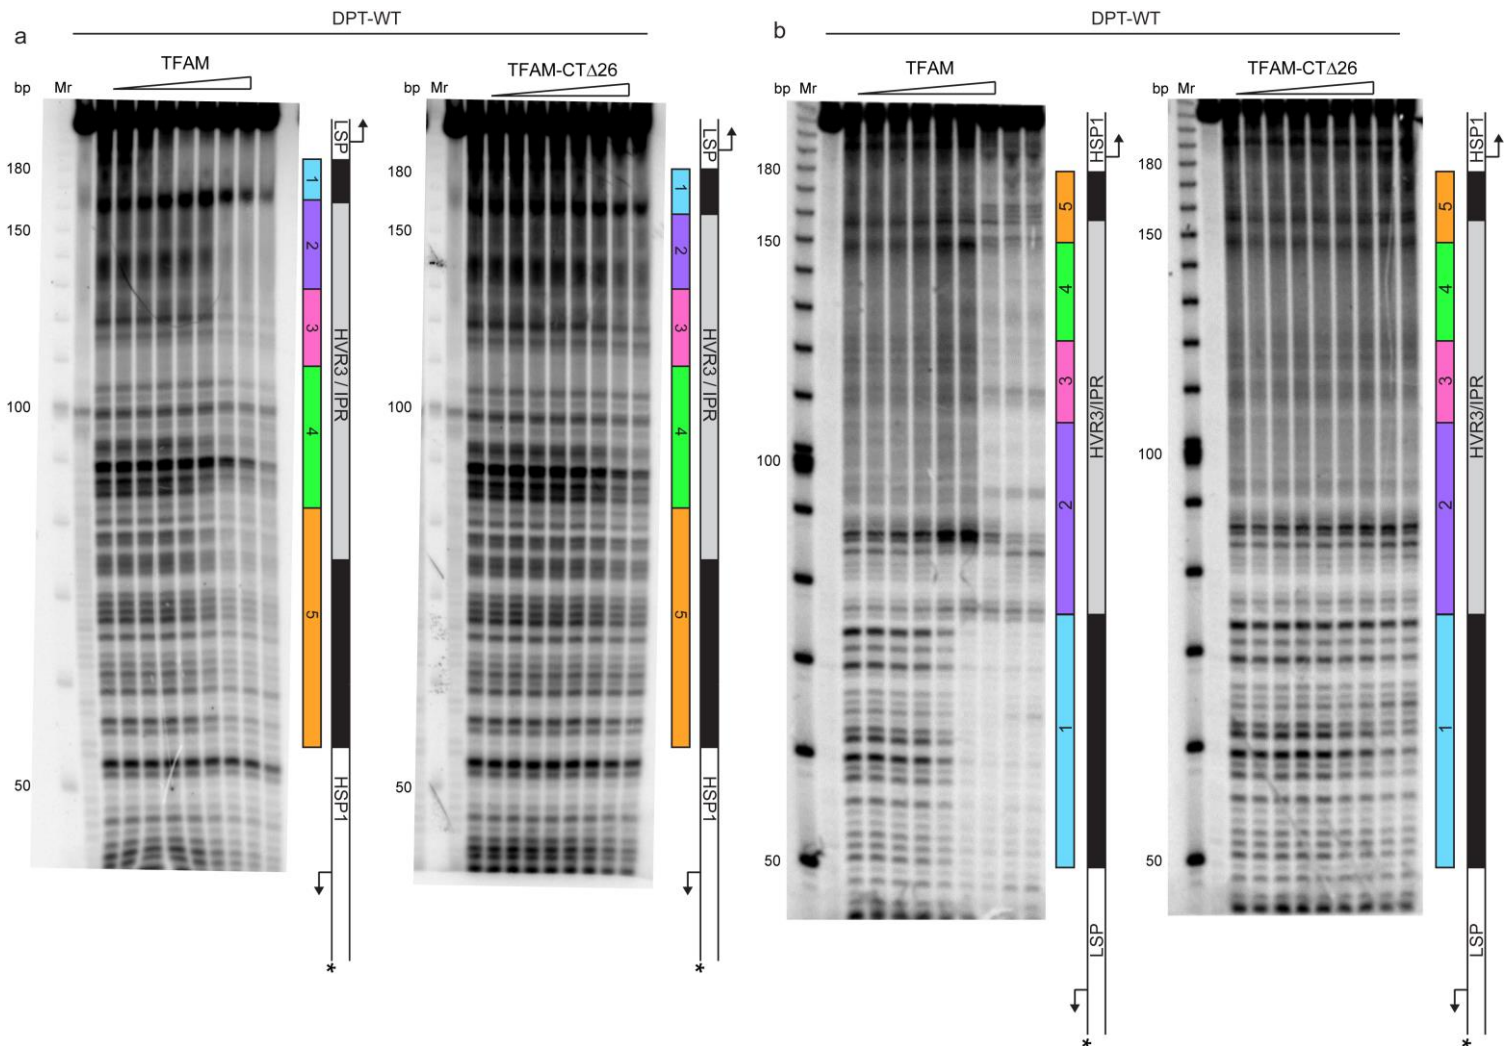 DPT-WT
a
TFAM
TFAM-CTΔ26
bp Mr
bp Mr
180
150
100
50
180
150
100
50
1
2
3
4
5
LSP
HVR3 / IPR
HSP1
*
1
2
3
4
5
LSP
HVR3 / IPR
HSP1
*
DPT-WT
b
TFAM
TFAM-CTΔ26
bp Mr
bp Mr
180
150
100
50
180
150
100
50
5
4
3
2
1
HSP1
HVR3/IPR
LSP
*
5
4
3
2
1
HSP1
HVR3/IPR
LSP
*